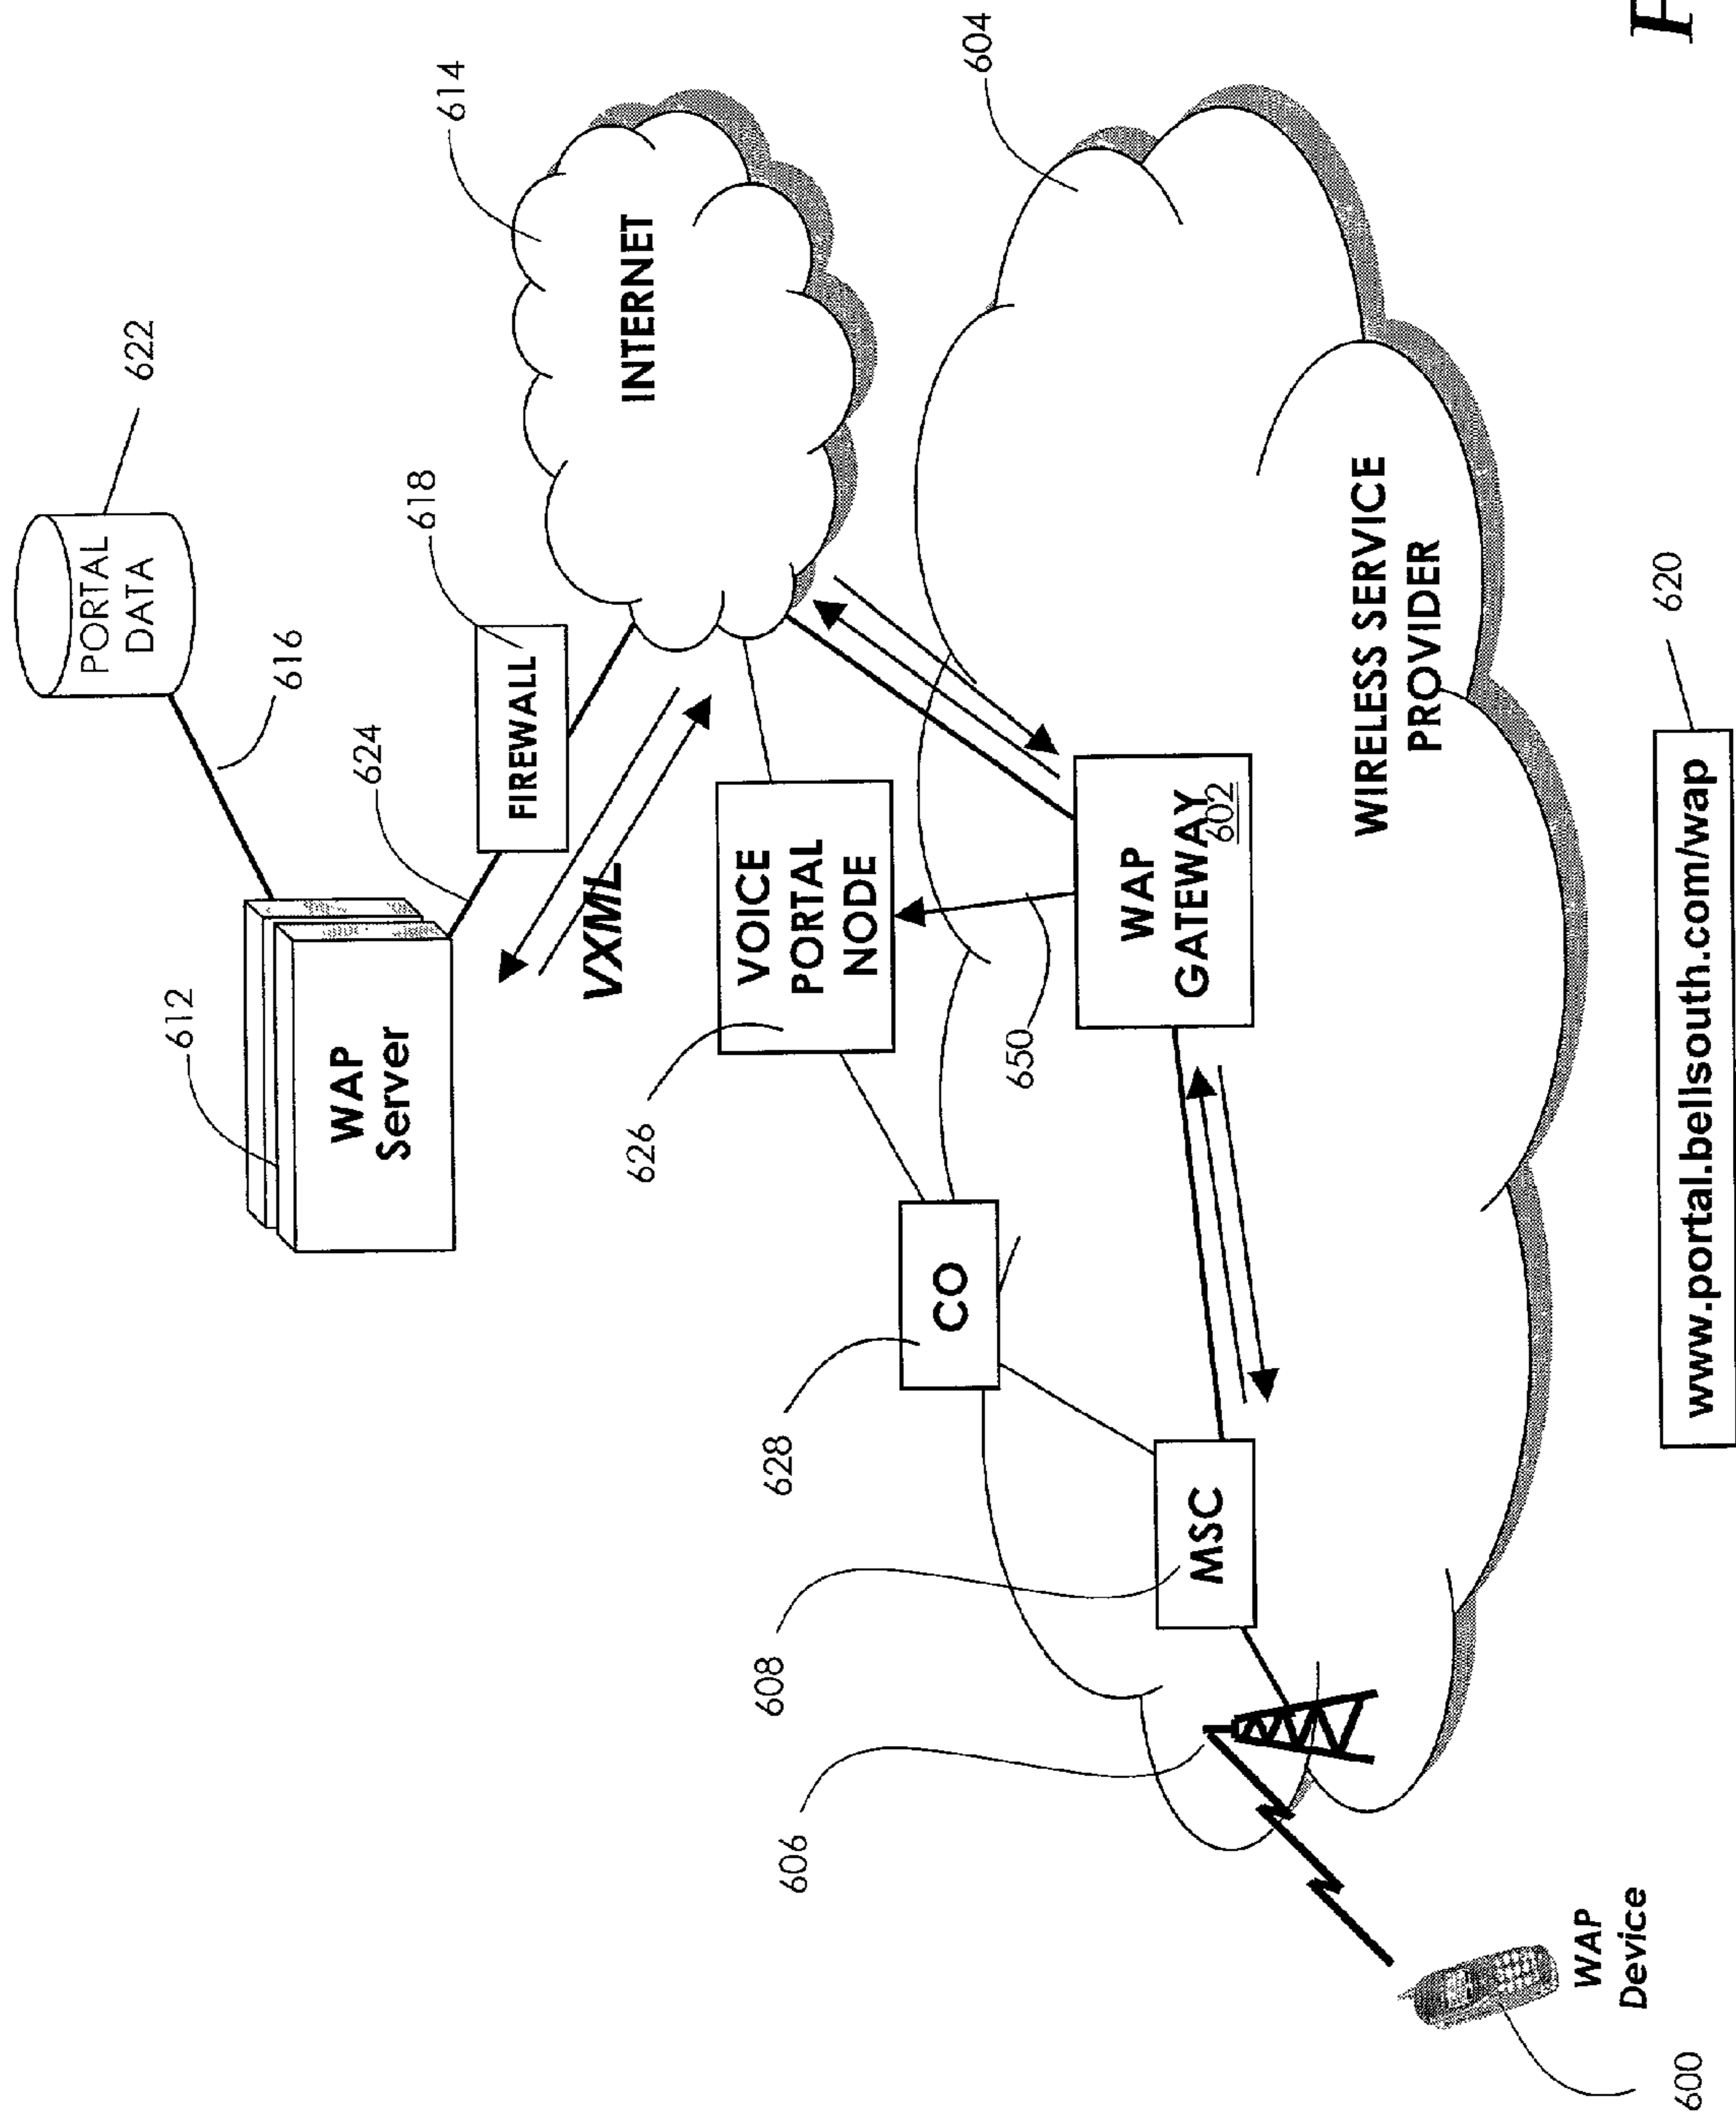 622
PORTAL
DATA
616
614
612
WAP
Server
624
618
FIREWALL
INTERNET
VXML
626
VOICE
PORTAL
NODE
604
628
CO
650
WAP
GATEWAY
602
608
MSC
606
WIRELESS SERVICE
PROVIDER
WAP
Device
600
www.portal.bellsouth.com/wap
620